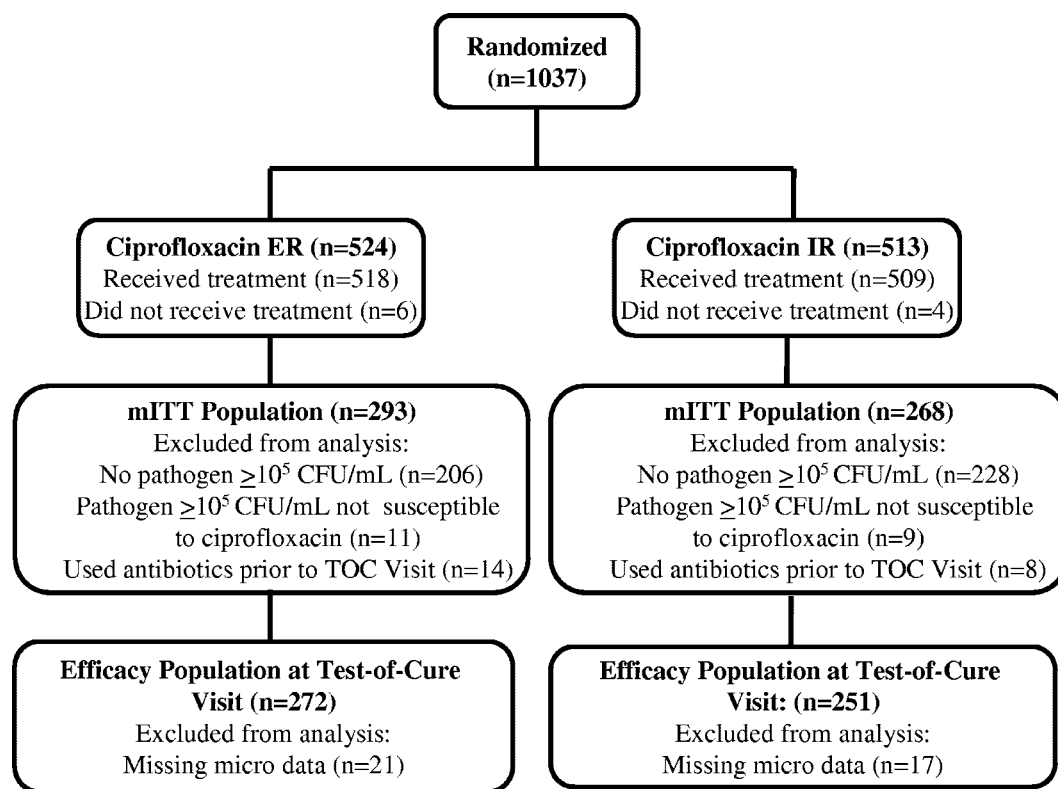 Randomized
(n=1037)
Ciprofloxacin ER (n=524)
Received treatment (n=518)
Did not receive treatment (n=6)
Ciprofloxacin IR (n=513)
Received treatment (n=509)
Did not receive treatment (n=4)
mITT Population (n=293)
Excluded from analysis:
No pathogen ≥10⁵ CFU/mL (n=206)
Pathogen ≥10⁵ CFU/mL not susceptible
to ciprofloxacin (n=11)
Used antibiotics prior to TOC Visit (n=14)
mITT Population (n=268)
Excluded from analysis:
No pathogen ≥10⁵ CFU/mL (n=228)
Pathogen ≥10⁵ CFU/mL not susceptible
to ciprofloxacin (n=9)
Used antibiotics prior to TOC Visit (n=8)
Efficacy Population at Test-of-Cure
Visit (n=272)
Excluded from analysis:
Missing micro data (n=21)
Efficacy Population at Test-of-Cure
Visit: (n=251)
Excluded from analysis:
Missing micro data (n=17)